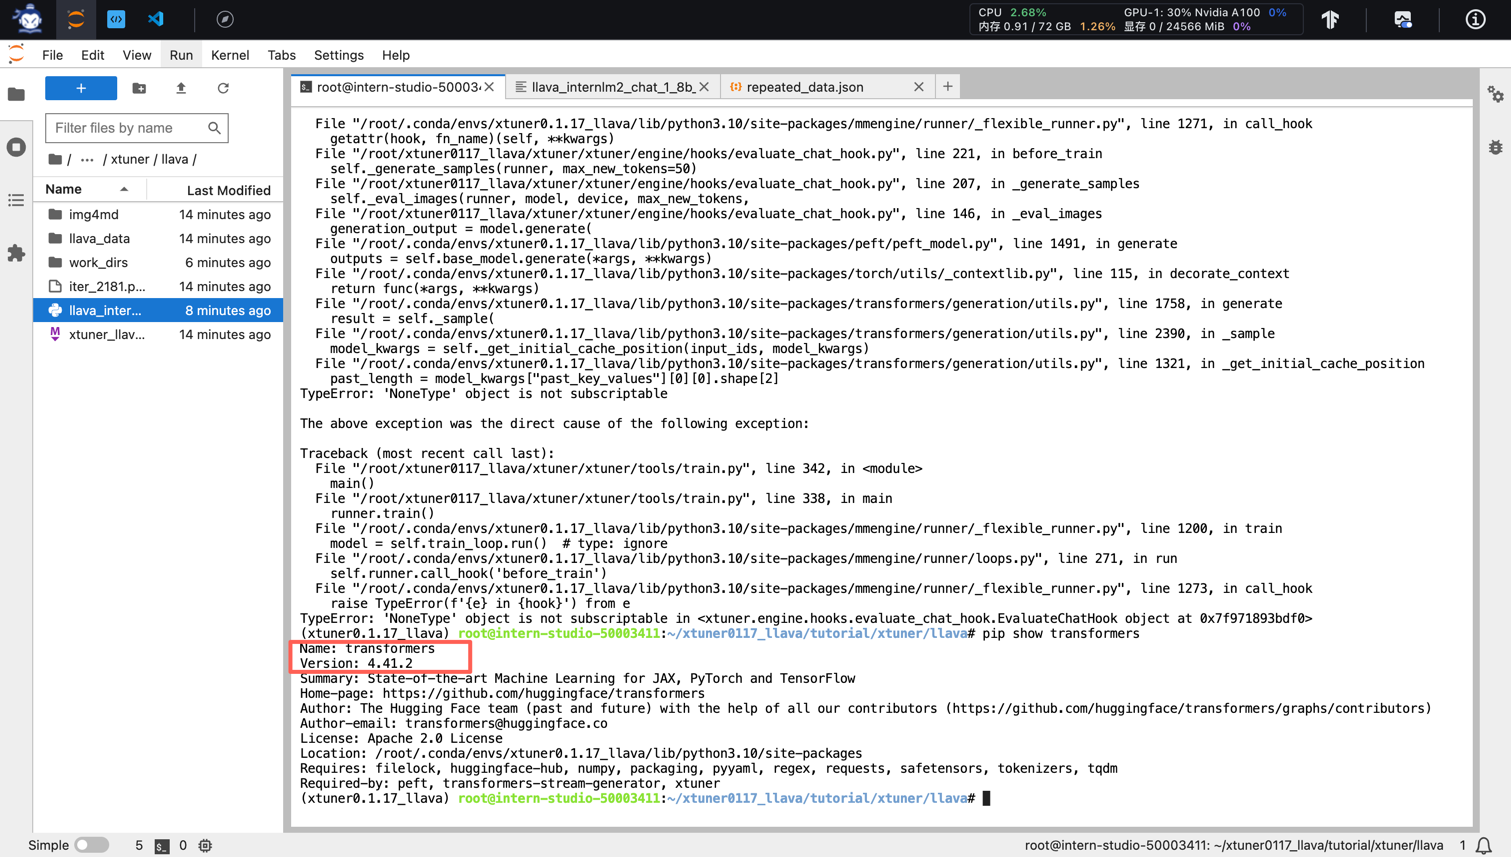 CPU 2.68% GPU-1: 30% Nvidia A100 0%
内存 0.91 / 72 GB 1.26% 显存 0 / 24566 MiB 0%
File Edit View Run Kernel Tabs Settings Help
root@intern-studio-50003
llava_internlm2_chat_1_8b_
repeated_data.json
Filter files by name
/ ··· / xtuner / llava /
Name Last Modified
img4md 14 minutes ago
llava_data 14 minutes ago
work_dirs 6 minutes ago
iter_2181.p... 14 minutes ago
llava_inter... 8 minutes ago
xtuner_llav... 14 minutes ago
File "/root/.conda/envs/xtuner0.1.17_llava/lib/python3.10/site-packages/mmengine/runner/_flexible_runner.py", line 1271, in call_hook
getattr(hook, fn_name)(self, **kwargs)
File "/root/xtuner0117_llava/xtuner/xtuner/engine/hooks/evaluate_chat_hook.py", line 221, in before_train
self._generate_samples(runner, max_new_tokens=50)
File "/root/xtuner0117_llava/xtuner/xtuner/engine/hooks/evaluate_chat_hook.py", line 207, in _generate_samples
self._eval_images(runner, model, device, max_new_tokens,
File "/root/xtuner0117_llava/xtuner/xtuner/engine/hooks/evaluate_chat_hook.py", line 146, in _eval_images
generation_output = model.generate(
File "/root/.conda/envs/xtuner0.1.17_llava/lib/python3.10/site-packages/peft/peft_model.py", line 1491, in generate
outputs = self.base_model.generate(*args, **kwargs)
File "/root/.conda/envs/xtuner0.1.17_llava/lib/python3.10/site-packages/torch/utils/_contextlib.py", line 115, in decorate_context
return func(*args, **kwargs)
File "/root/.conda/envs/xtuner0.1.17_llava/lib/python3.10/site-packages/transformers/generation/utils.py", line 1758, in generate
result = self._sample(
File "/root/.conda/envs/xtuner0.1.17_llava/lib/python3.10/site-packages/transformers/generation/utils.py", line 2390, in _sample
model_kwargs = self._get_initial_cache_position(input_ids, model_kwargs)
File "/root/.conda/envs/xtuner0.1.17_llava/lib/python3.10/site-packages/transformers/generation/utils.py", line 1321, in _get_initial_cache_position
past_length = model_kwargs["past_key_values"][0][0].shape[2]
TypeError: 'NoneType' object is not subscriptable
The above exception was the direct cause of the following exception:
Traceback (most recent call last):
File "/root/xtuner0117_llava/xtuner/xtuner/tools/train.py", line 342, in <module>
main()
File "/root/xtuner0117_llava/xtuner/xtuner/tools/train.py", line 338, in main
runner.train()
File "/root/.conda/envs/xtuner0.1.17_llava/lib/python3.10/site-packages/mmengine/runner/_flexible_runner.py", line 1200, in train
model = self.train_loop.run()  # type: ignore
File "/root/.conda/envs/xtuner0.1.17_llava/lib/python3.10/site-packages/mmengine/runner/loops.py", line 271, in run
self.runner.call_hook('before_train')
File "/root/.conda/envs/xtuner0.1.17_llava/lib/python3.10/site-packages/mmengine/runner/_flexible_runner.py", line 1273, in call_hook
raise TypeError(f'{e} in {hook}') from e
TypeError: 'NoneType' object is not subscriptable in <xtuner.engine.hooks.evaluate_chat_hook.EvaluateChatHook object at 0x7f971893bdf0>
(xtuner0.1.17_llava) root@intern-studio-50003411:~/xtuner0117_llava/tutorial/xtuner/llava# pip show transformers
Name: transformers
Version: 4.41.2
Summary: State-of-the-art Machine Learning for JAX, PyTorch and TensorFlow
Home-page: https://github.com/huggingface/transformers
Author: The Hugging Face team (past and future) with the help of all our contributors (https://github.com/huggingface/transformers/graphs/contributors)
Author-email: transformers@huggingface.co
License: Apache 2.0 License
Location: /root/.conda/envs/xtuner0.1.17_llava/lib/python3.10/site-packages
Requires: filelock, huggingface-hub, numpy, packaging, pyyaml, regex, requests, safetensors, tokenizers, tqdm
Required-by: peft, transformers-stream-generator, xtuner
(xtuner0.1.17_llava) root@intern-studio-50003411:~/xtuner0117_llava/tutorial/xtuner/llava#
Simple 5 0 root@intern-studio-50003411: ~/xtuner0117_llava/tutorial/xtuner/llava 1